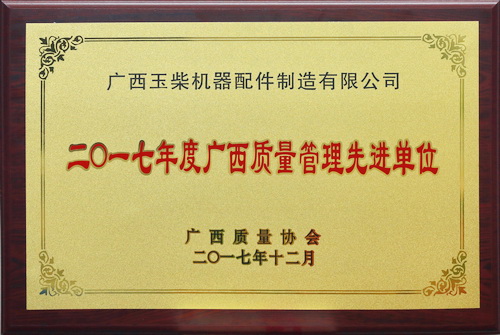 广西玉柴机器配件制造有限公司
二〇一七年度广西质量管理先进单位
广西质量协会
二〇一七年十二月